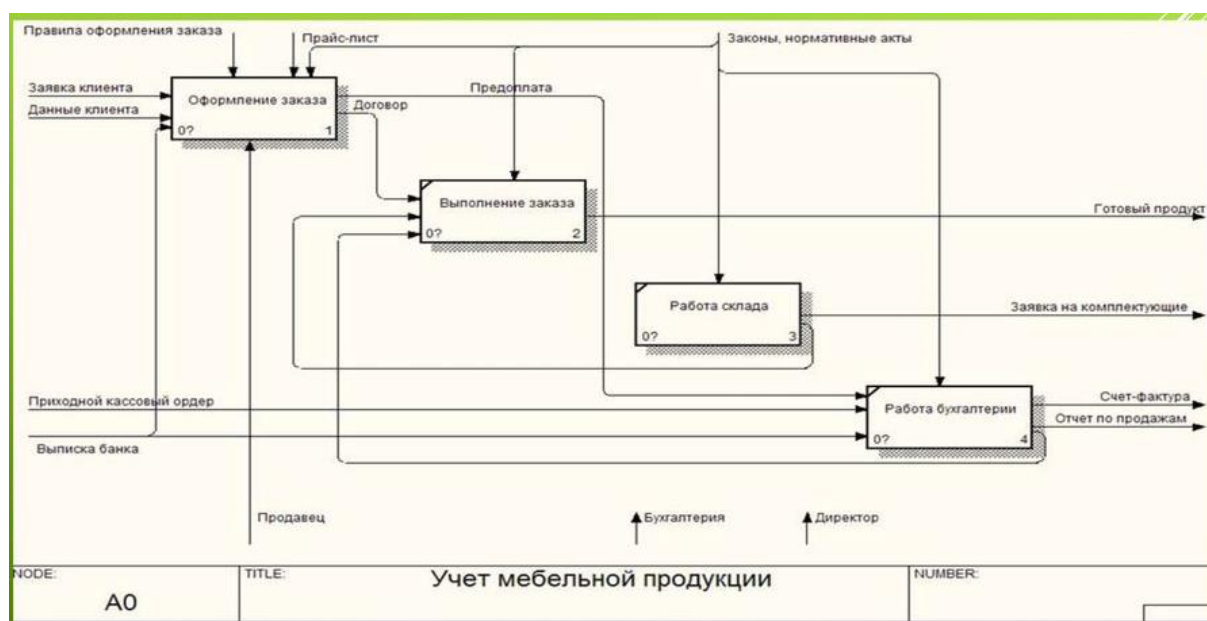 Правила оформления заказа
Прайс-лист
Законы, нормативные акты
Заявка клиента
Данные клиента
Оформление заказа
0? 1
Предоплата
Договор
Выполнение заказа
0? 2
Готовый продукт
Работа склада
0? 3
Заявка на комплектующие
Приходной кассовый ордер
Выписка банка
Работа бухгалтерии
0? 4
Счет-фактура
Отчет по продажам
Продавец
Бухгалтерия
Директор
NODE:
A0
TITLE:
Учет мебельной продукции
NUMBER: